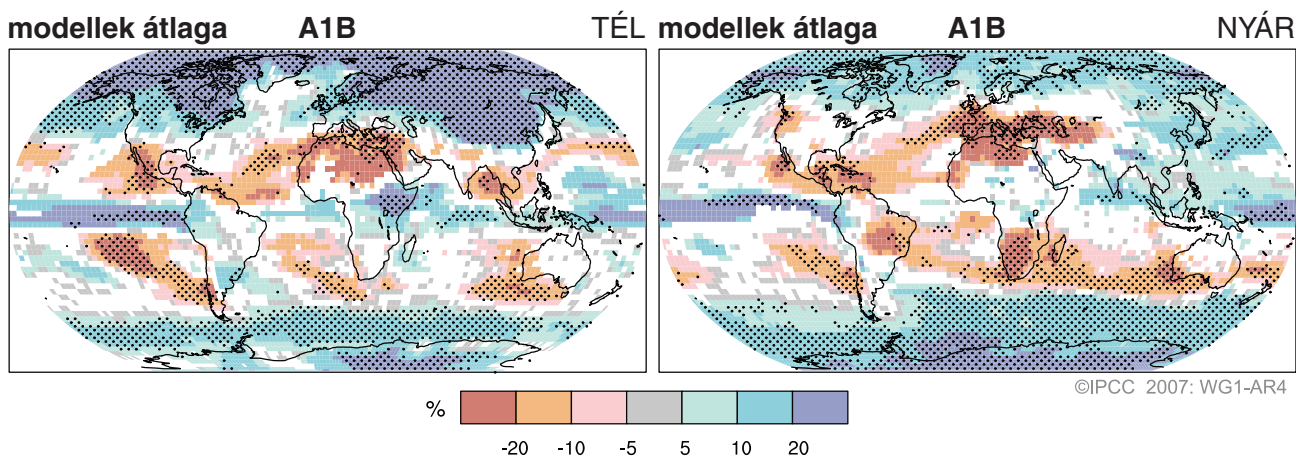 modellek átlaga A1B TÉL
modellek átlaga A1B NYÁR
©IPCC 2007: WG1-AR4
%
-20 -10 -5 5 10 20